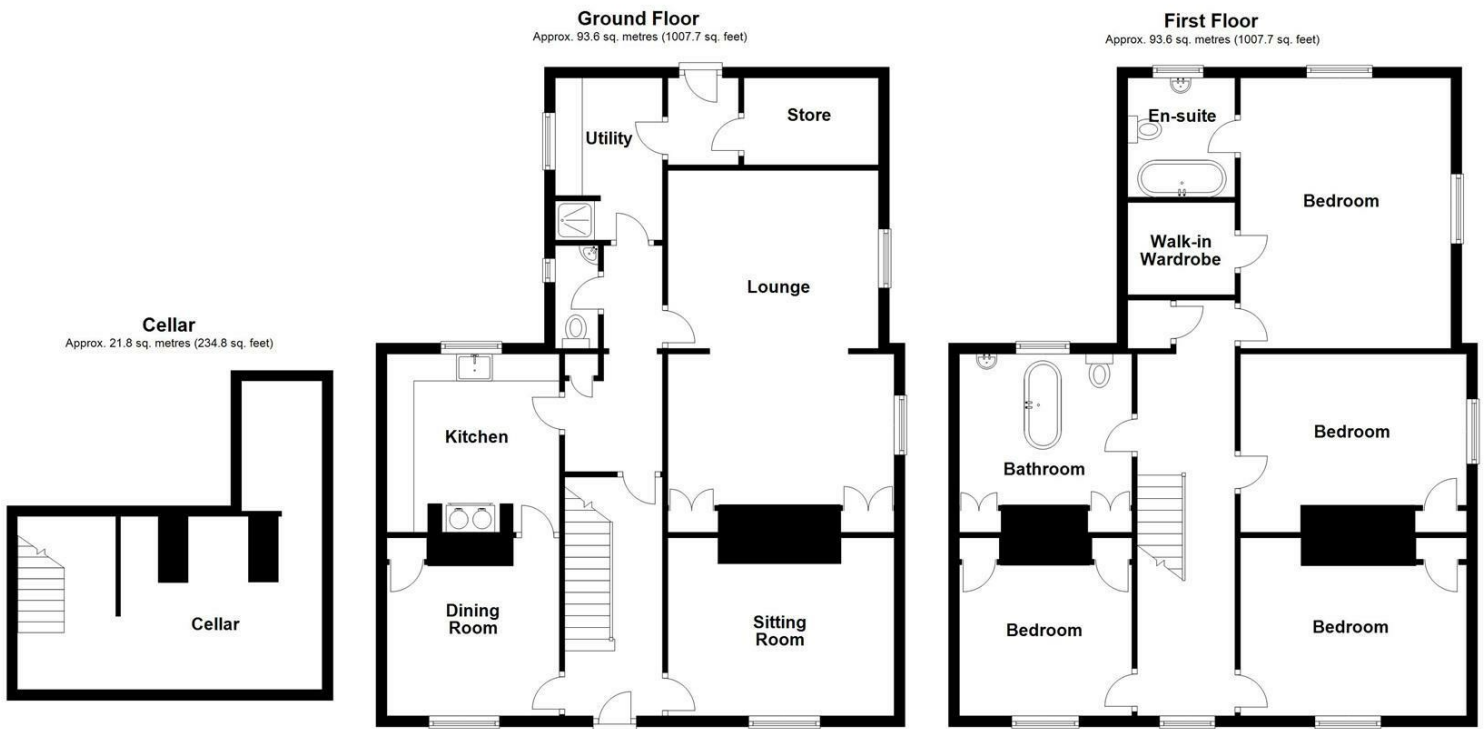 Cellar
Approx. 21.8 sq. metres (234.8 sq. feet)
Cellar
Ground Floor
Approx. 93.6 sq. metres (1007.7 sq. feet)
Utility
Store
Lounge
Kitchen
Dining
Room
Sitting
Room
First Floor
Approx. 93.6 sq. metres (1007.7 sq. feet)
En-suite
Bedroom
Walk-in
Wardrobe
Bathroom
Bedroom
Bedroom
Bedroom